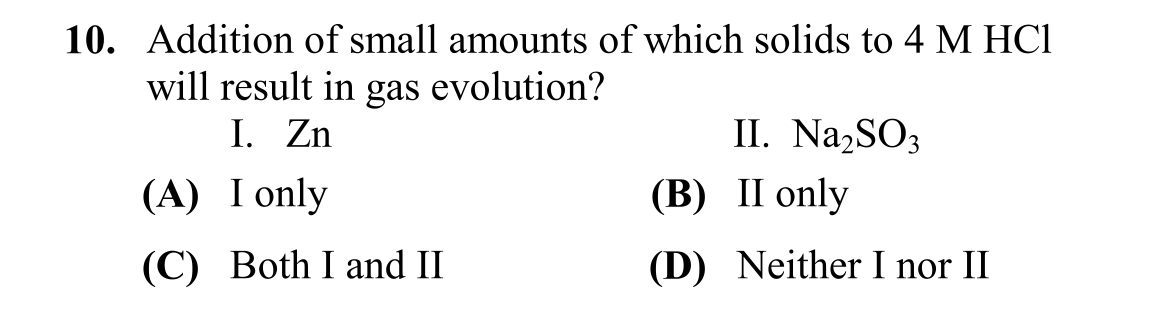 10. Addition of small amounts of which solids to 4 M HCl
will result in gas evolution?
I. Zn II. Na₂SO₃
(A) I only (B) II only
(C) Both I and II (D) Neither I nor II